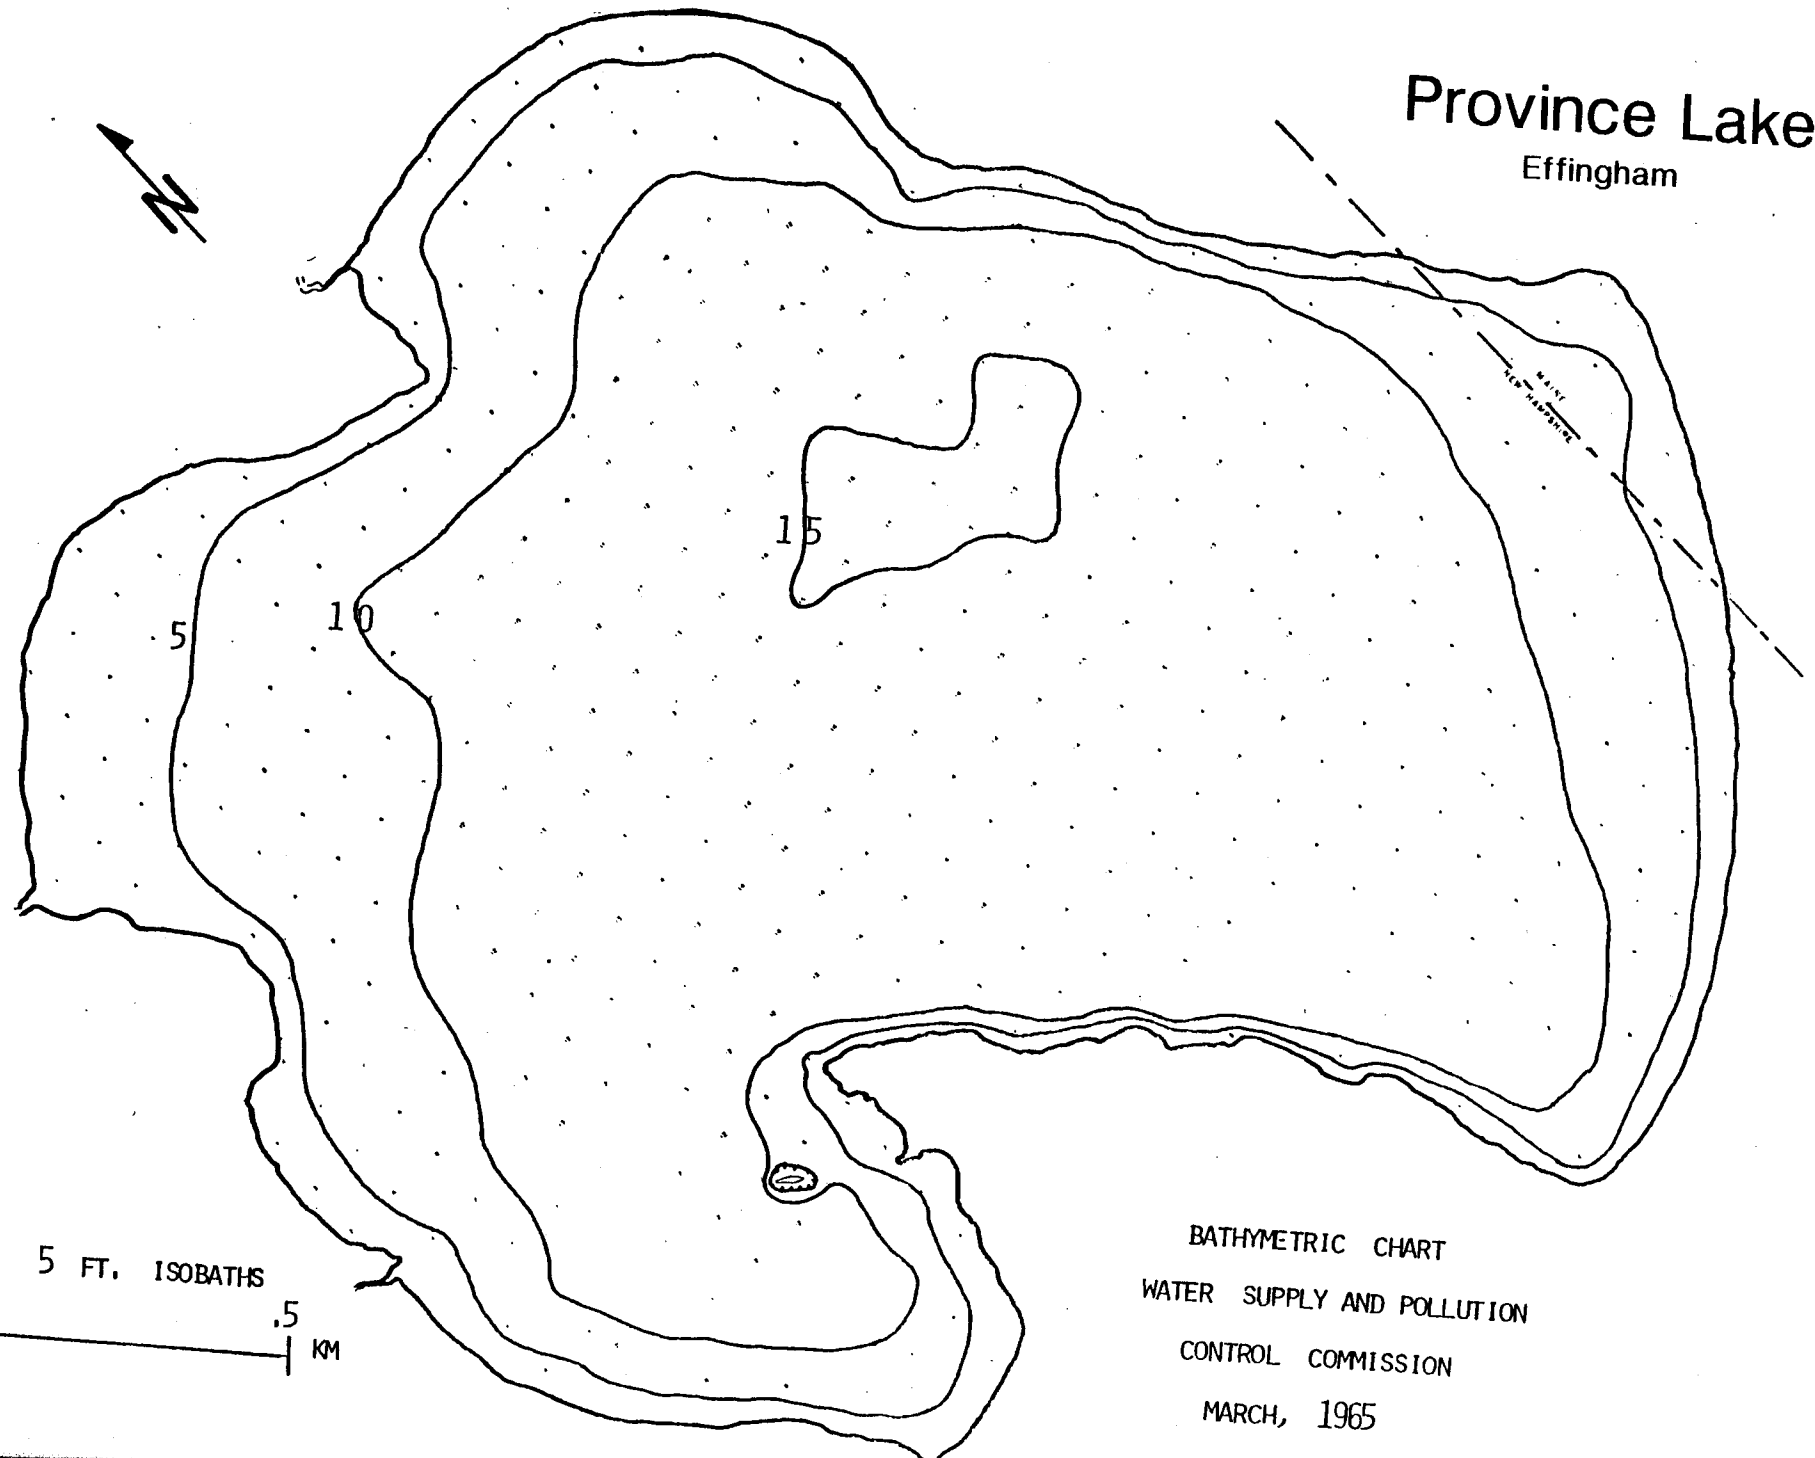 Province Lake
Effingham
N
MAINE
NEW HAMPSHIRE
15
10
5
5 FT. ISOBATHS
.5
KM
BATHYMETRIC CHART
WATER SUPPLY AND POLLUTION
CONTROL COMMISSION
MARCH, 1965